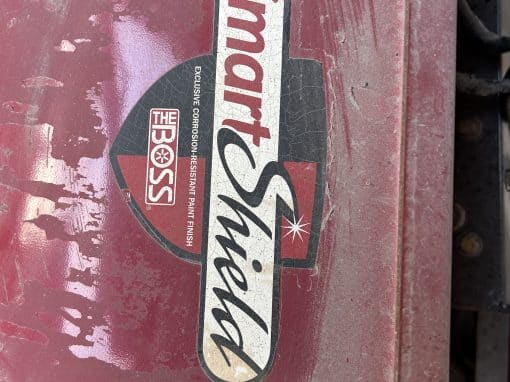 martShield
EXCLUSIVE CORROSION-RESISTANT PAINT FINISH
THE
BOSS
®